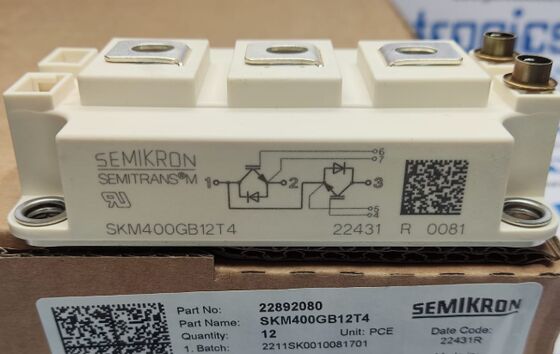 tronics
SEMIKRON
SEMITRANS®M
1 2 3
6
7
5
4
SKM400GB12T4 22431 R 0081
Part No: 22892080
Part Name: SKM400GB12T4
Quantity: 12 Unit: PCE
1. Batch: 2211SK0010081701
SEMIKRON
Date Code:
22431R